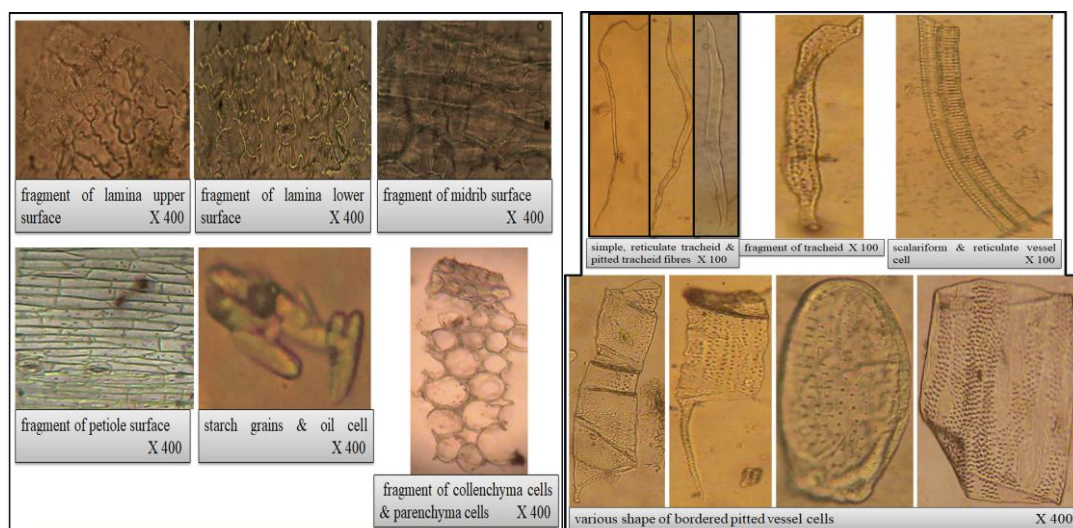 fragment of lamina upper
surface X 400
fragment of lamina lower
surface X 400
fragment of midrib surface
X 400
fragment of petiole surface
X 400
starch grains & oil cell
X 400
fragment of collenchyma cells
& parenchyma cells X 400
simple, reticulate tracheid &
pitted tracheid fibres X 100
fragment of tracheid X 100
scalariform & reticulate vessel
cell X 100
various shape of bordered pitted vessel cells X 400